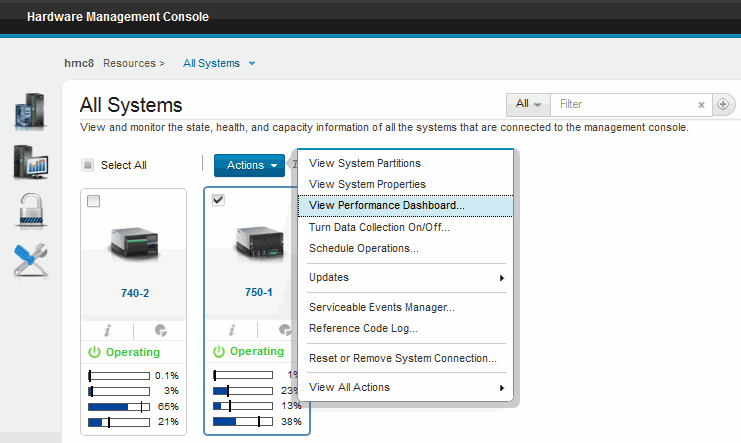 Hardware Management Console
hmc8 Resources > All Systems
All Systems
All
Filter
View and monitor the state, health, and capacity information of all the systems that are connected to the management console.
Select All
Actions
View System Partitions
View System Properties
View Performance Dashboard...
Turn Data Collection On/Off...
Schedule Operations...
Updates
Serviceable Events Manager...
Reference Code Log...
Reset or Remove System Connection...
View All Actions
740-2
Operating
0.1%
3%
65%
21%
750-1
Operating
1%
23%
13%
38%